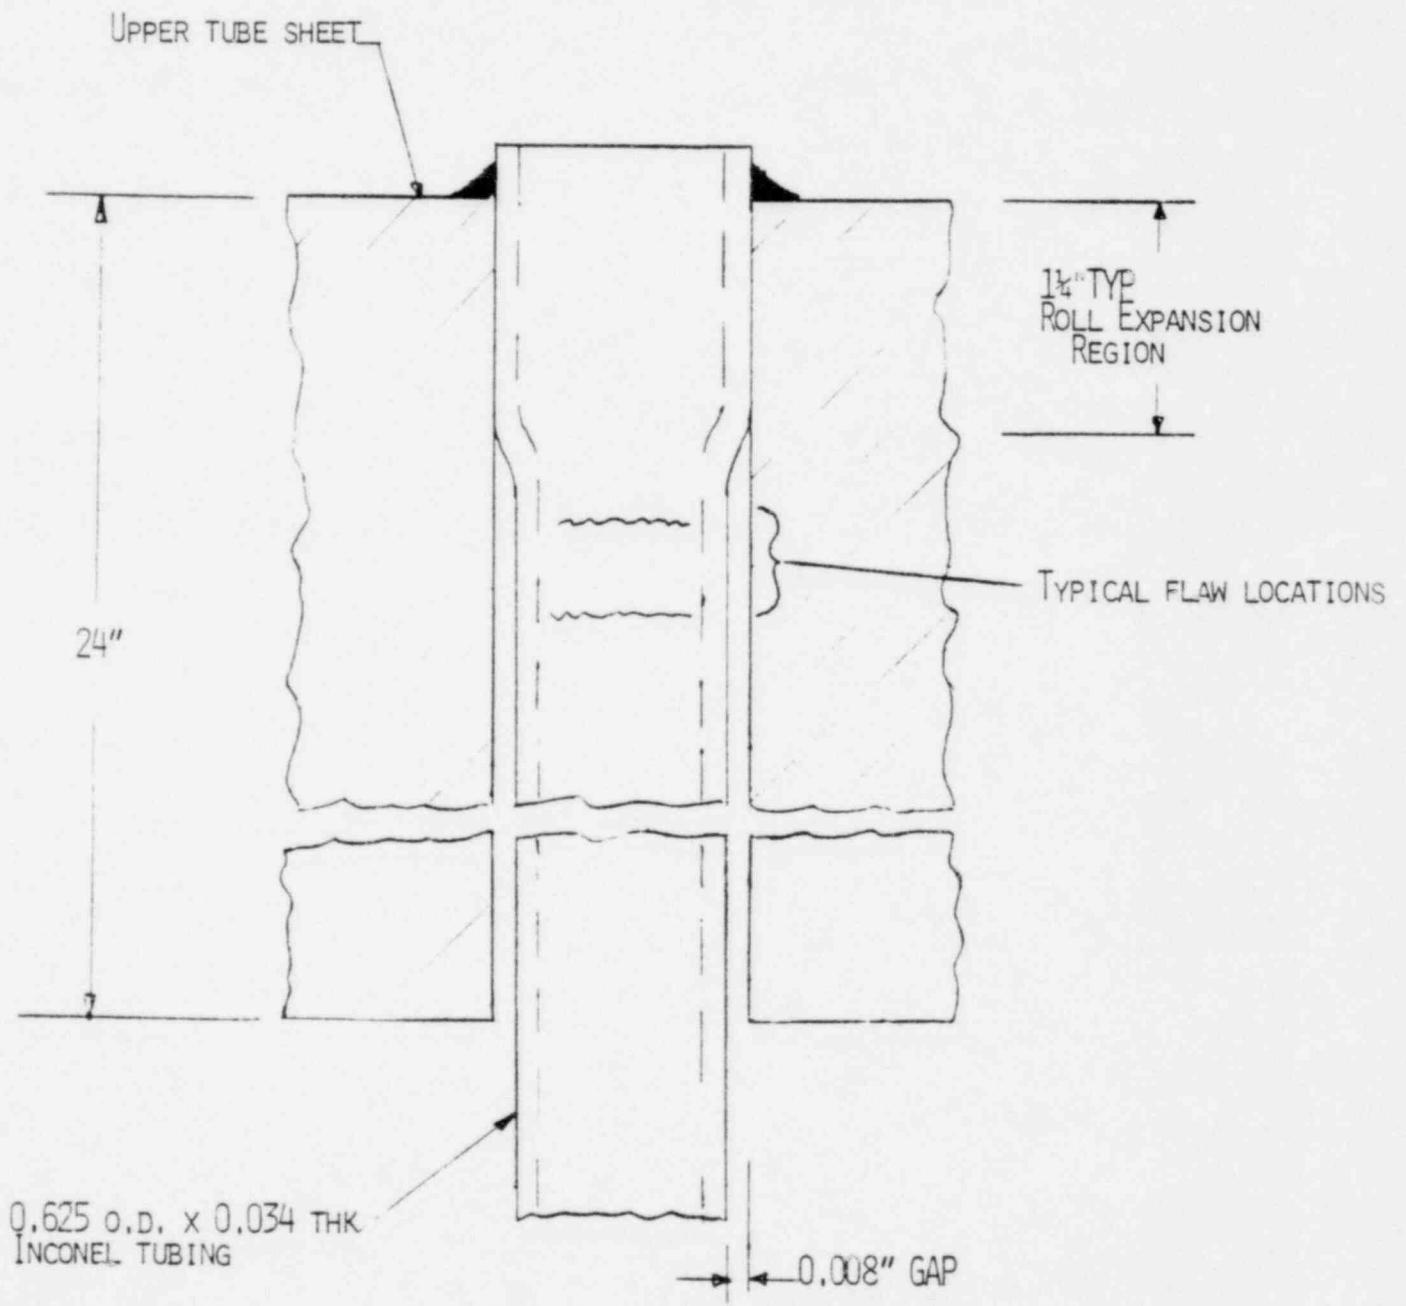 UPPER TUBE SHEET
1¼" TYP
ROLL EXPANSION
REGION
TYPICAL FLAW LOCATIONS
24"
0.625 O.D. X 0.034 THK
INCONEL TUBING
0.008" GAP